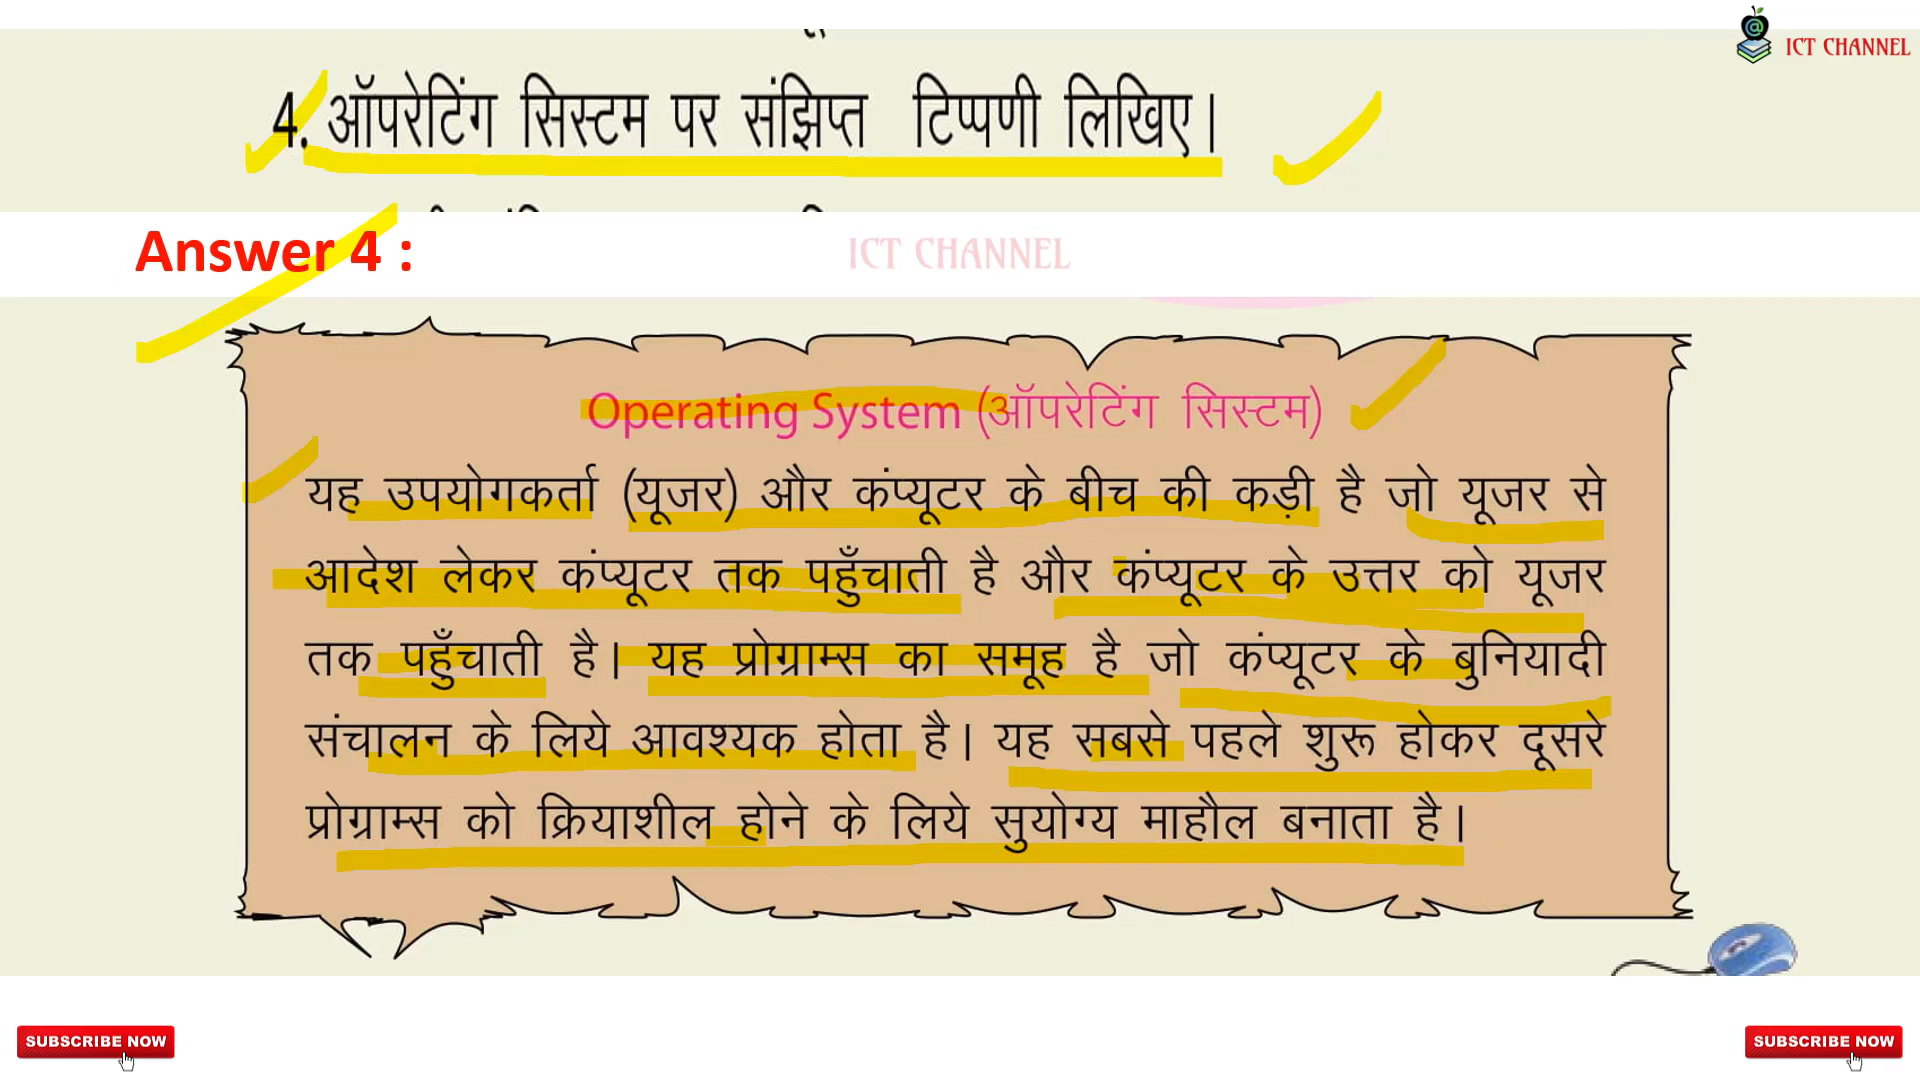 ICT CHANNEL
4. ऑपरेटिंग सिस्टम पर संझिप्त टिप्पणी लिखिए।
Answer 4 :
ICT CHANNEL
Operating System (ऑपरेटिंग सिस्टम)
यह उपयोगकर्ता (यूजर) और कंप्यूटर के बीच की कड़ी है जो यूजर से
आदेश लेकर कंप्यूटर तक पहुँचाती है और कंप्यूटर के उत्तर को यूजर
तक पहुँचाती है। यह प्रोग्राम्स का समूह है जो कंप्यूटर के बुनियादी
संचालन के लिये आवश्यक होता है। यह सबसे पहले शुरू होकर दूसरे
प्रोग्राम्स को क्रियाशील होने के लिये सुयोग्य माहौल बनाता है।
SUBSCRIBE NOW
SUBSCRIBE NOW